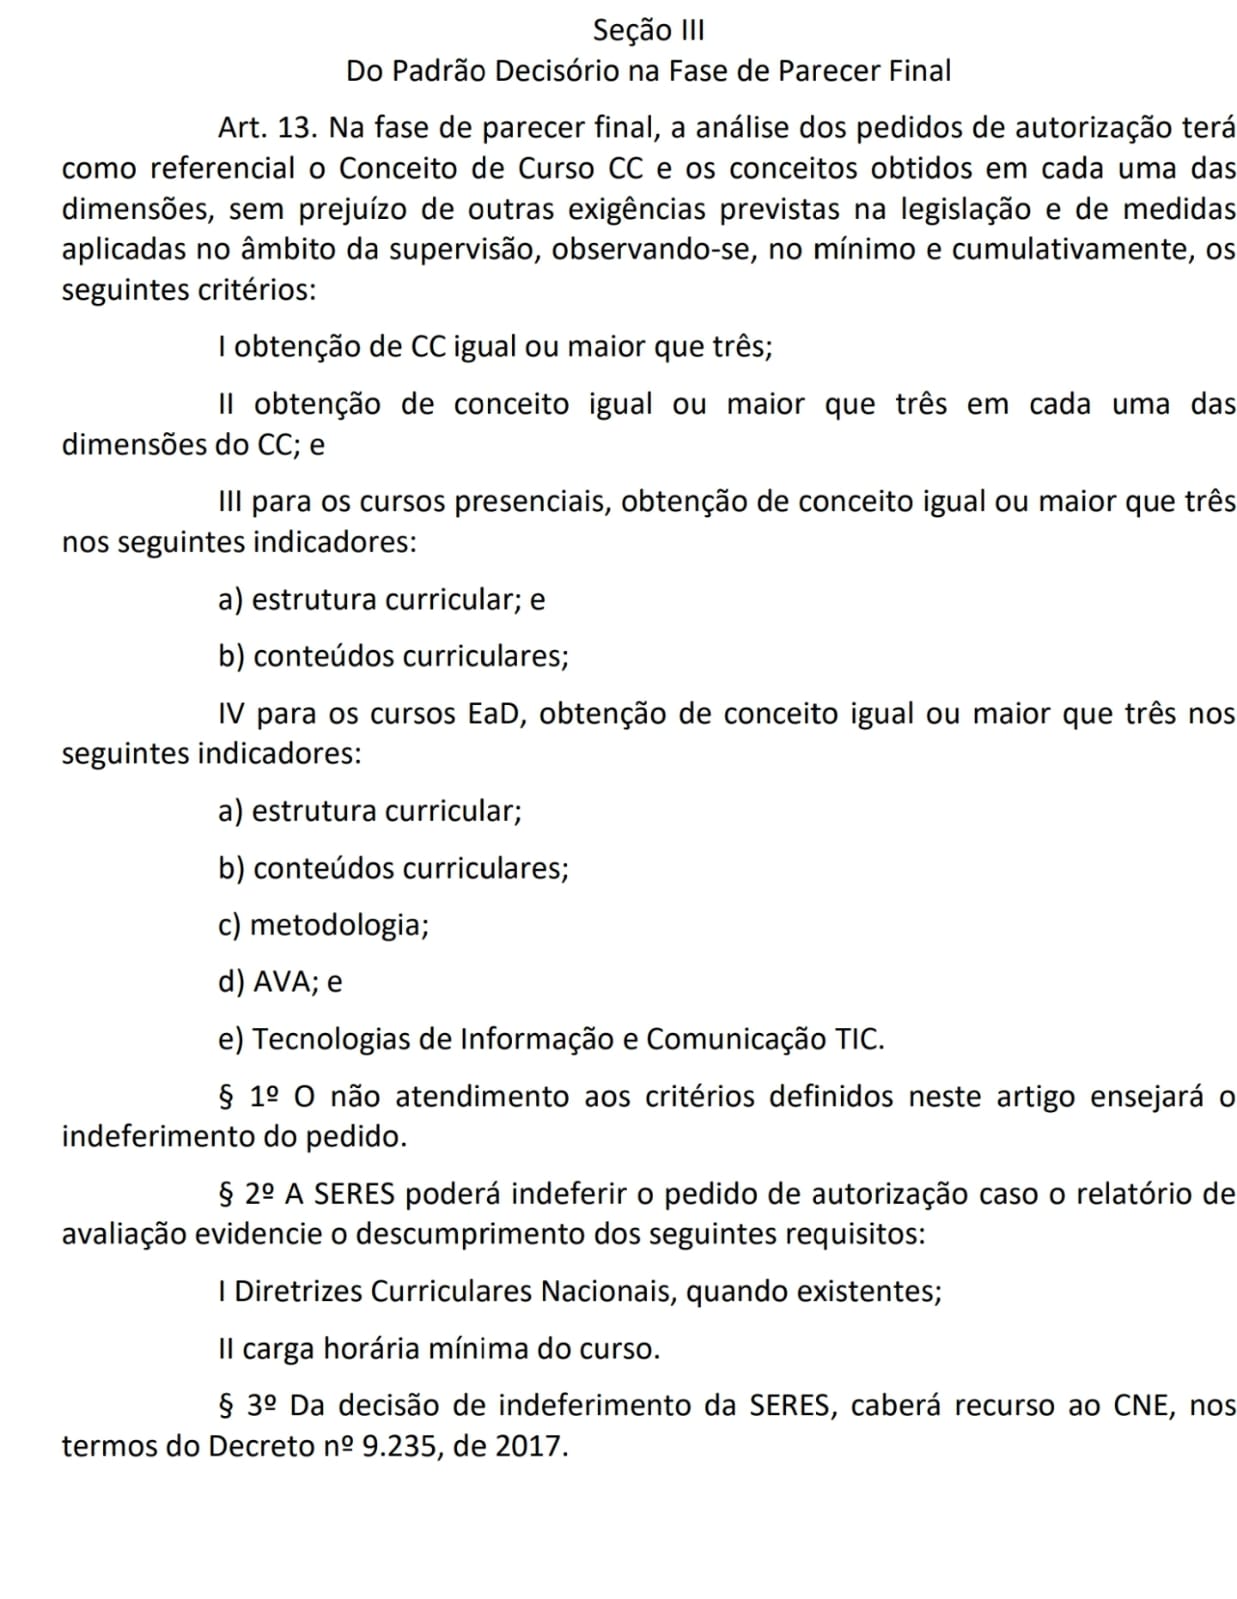 Seção III
Do Padrão Decisório na Fase de Parecer Final
Art. 13. Na fase de parecer final, a análise dos pedidos de autorização terá
como referencial o Conceito de Curso CC e os conceitos obtidos em cada uma das
dimensões, sem prejuízo de outras exigências previstas na legislação e de medidas
aplicadas no âmbito da supervisão, observando-se, no mínimo e cumulativamente, os
seguintes critérios:
I obtenção de CC igual ou maior que três;
II obtenção de conceito igual ou maior que três em cada uma das
dimensões do CC; e
III para os cursos presenciais, obtenção de conceito igual ou maior que três
nos seguintes indicadores:
a) estrutura curricular; e
b) conteúdos curriculares;
IV para os cursos EaD, obtenção de conceito igual ou maior que três nos
seguintes indicadores:
a) estrutura curricular;
b) conteúdos curriculares;
c) metodologia;
d) AVA; e
e) Tecnologias de Informação e Comunicação TIC.
§ 1º O não atendimento aos critérios definidos neste artigo ensejará o
indeferimento do pedido.
§ 2º A SERES poderá indeferir o pedido de autorização caso o relatório de
avaliação evidencie o descumprimento dos seguintes requisitos:
I Diretrizes Curriculares Nacionais, quando existentes;
II carga horária mínima do curso.
§ 3º Da decisão de indeferimento da SERES, caberá recurso ao CNE, nos
termos do Decreto nº 9.235, de 2017.